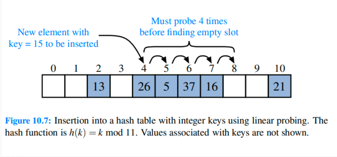 Must probe 4 times
before finding empty slot
New element with
key = 15 to be inserted
0 1 2 3 4 5 6 7 8 9 10
13 26 5 37 16 21
Figure 10.7: Insertion into a hash table with integer keys using linear probing. The
hash function is h(k) = k mod 11. Values associated with keys are not shown.